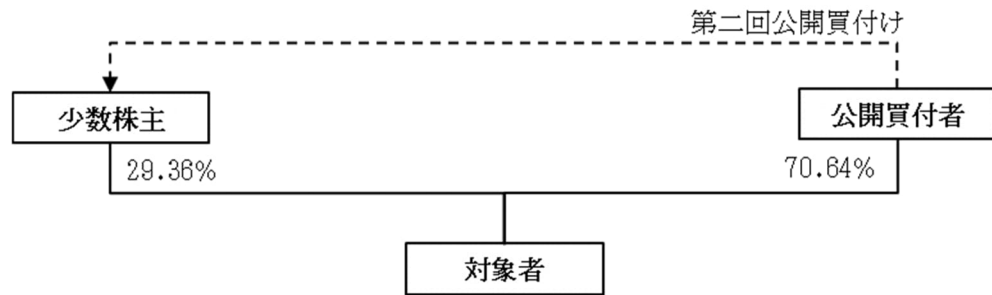 第二回公開買付け
少数株主
公開買付者
29.36%
70.64%
対象者